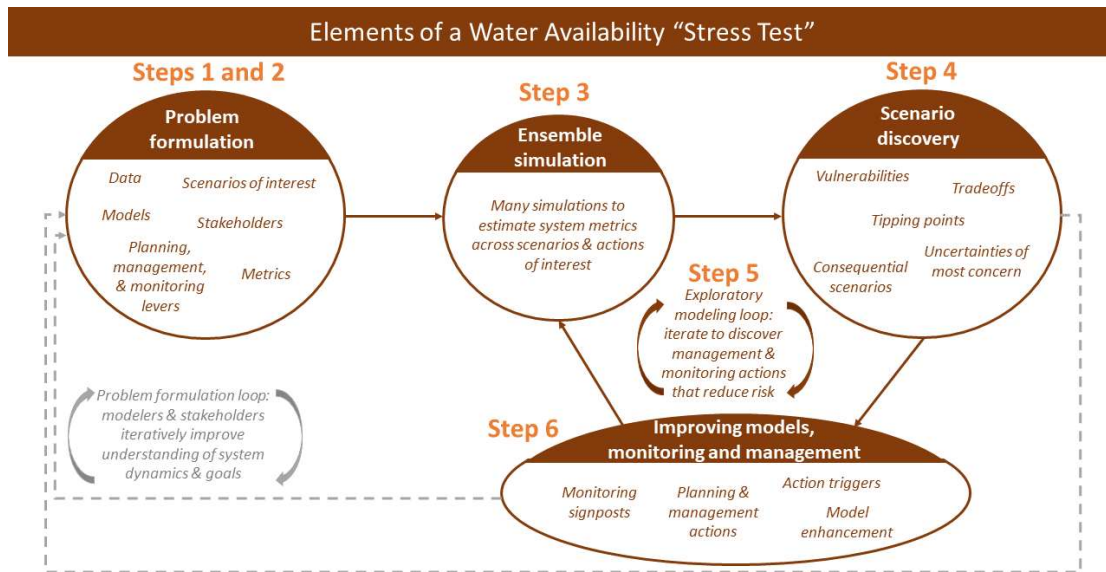 Elements of a Water Availability “Stress Test”
Steps 1 and 2
Problem
formulation
Data
Scenarios of interest
Models
Stakeholders
Planning,
management,
& monitoring
levers
Metrics
Step 3
Ensemble
simulation
Many simulations to
estimate system metrics
across scenarios & actions
of interest
Step 4
Scenario
discovery
Vulnerabilities
Tradeoffs
Tipping points
Uncertainties of
most concern
Consequential
scenarios
Step 5
Exploratory
modeling loop:
iterate to discover
management &
monitoring actions
that reduce risk
Problem formulation loop:
modelers & stakeholders
iteratively improve
understanding of system
dynamics & goals
Step 6
Improving models,
monitoring and management
Monitoring
signposts
Planning &
management
actions
Action triggers
Model
enhancement